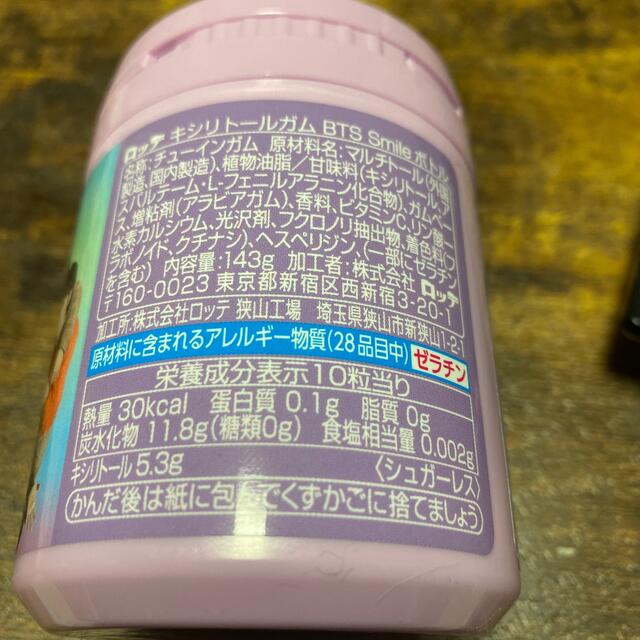 ロッテ キシリトールガム BTS Smile ボトル
名称:チューインガム 原材料名:マルチトール(外国
製造、国内製造)、植物油脂/甘味料(キシリトール、ア
スパルテーム・L-フェニルアラニン化合物)、ガムベー
ス、増粘剤(アラビアガム)、香料、ビタミンC、リン酸一
水素カルシウム、光沢剤、フクロノリ抽出物、着色料(フ
ラボノイド、クチナシ)、ヘスペリジン、(一部にゼラチン
を含む) 内容量:143g 加工者:株式会社 ロッテ
〒160-0023 東京都新宿区西新宿3-20-1
加工所:株式会社ロッテ 狭山工場 埼玉県狭山市新狭山1-2-1
原材料に含まれるアレルギー物質(28品目中) ゼラチン
栄養成分表示10粒当り
熱量 30kcal 蛋白質 0.1g 脂質 0g
炭水化物 11.8g(糖類0g) 食塩相当量 0.002g
キシリトール5.3g 〈シュガーレス〉
かんだ後は紙に包んでくずかごに捨てましょう